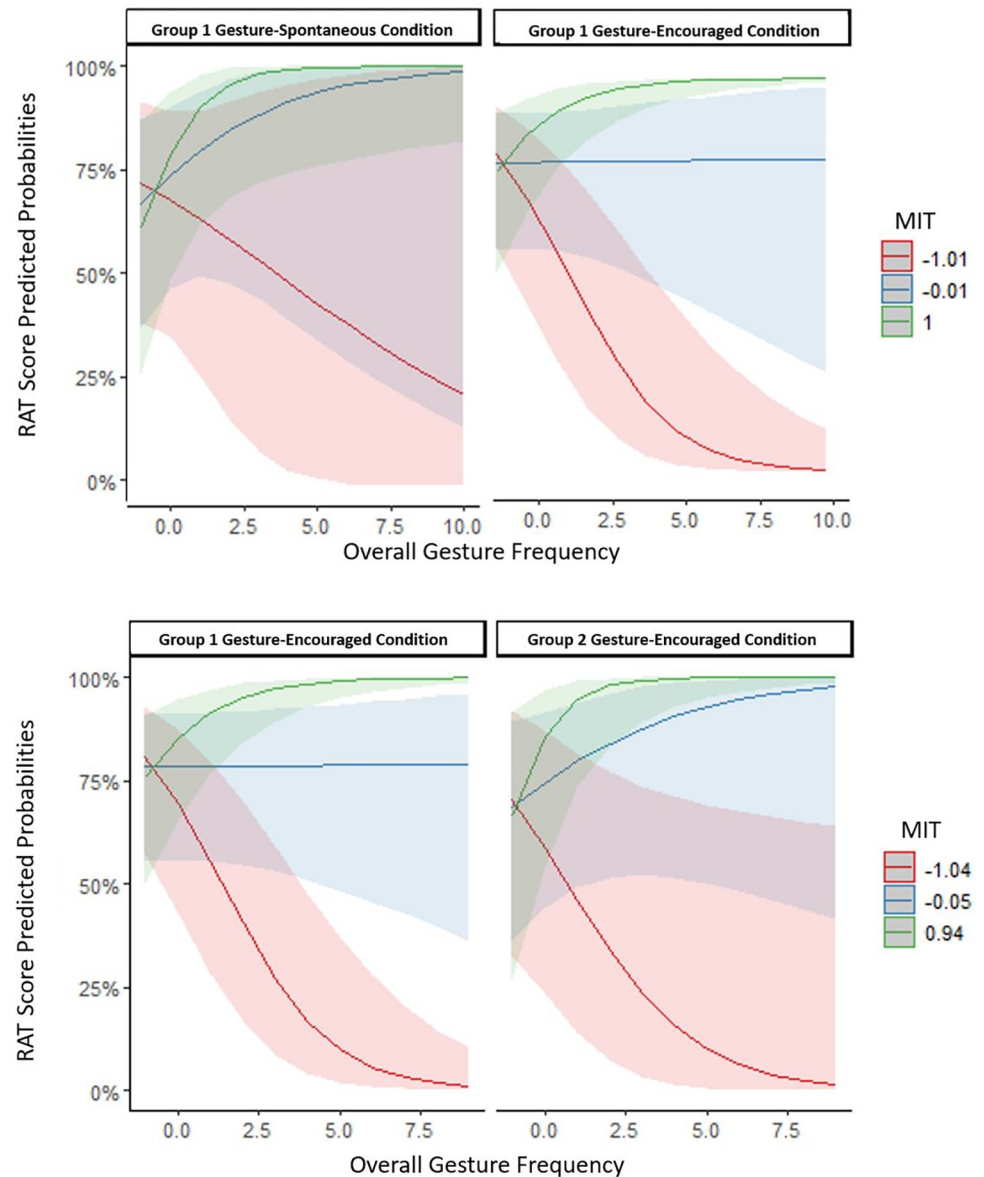 Group 1 Gesture-Spontaneous Condition
Group 1 Gesture-Encouraged Condition
RAT Score Predicted Probabilities
100%
75%
50%
25%
0%
0.0 2.5 5.0 7.5 10.0
0.0 2.5 5.0 7.5 10.0
Overall Gesture Frequency
MIT
-1.01
-0.01
1
Group 1 Gesture-Encouraged Condition
Group 2 Gesture-Encouraged Condition
RAT Score Predicted Probabilities
100%
75%
50%
25%
0%
0.0 2.5 5.0 7.5
0.0 2.5 5.0 7.5
Overall Gesture Frequency
MIT
-1.04
-0.05
0.94